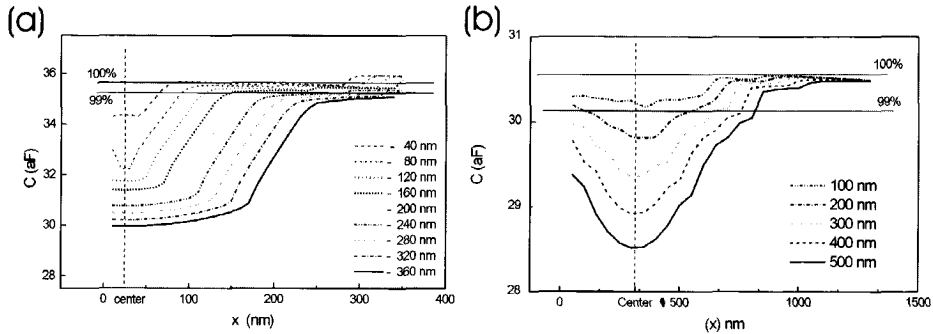 (a)
C (aF)
36
34
32
30
28
100%
99%
40 nm
80 nm
120 nm
160 nm
200 nm
240 nm
280 nm
320 nm
360 nm
0 center 100 200 300 400
x (nm)
(b)
C (aF)
31
30
29
28
100%
99%
100 nm
200 nm
300 nm
400 nm
500 nm
0 Center 500 1000 1500
(x) nm